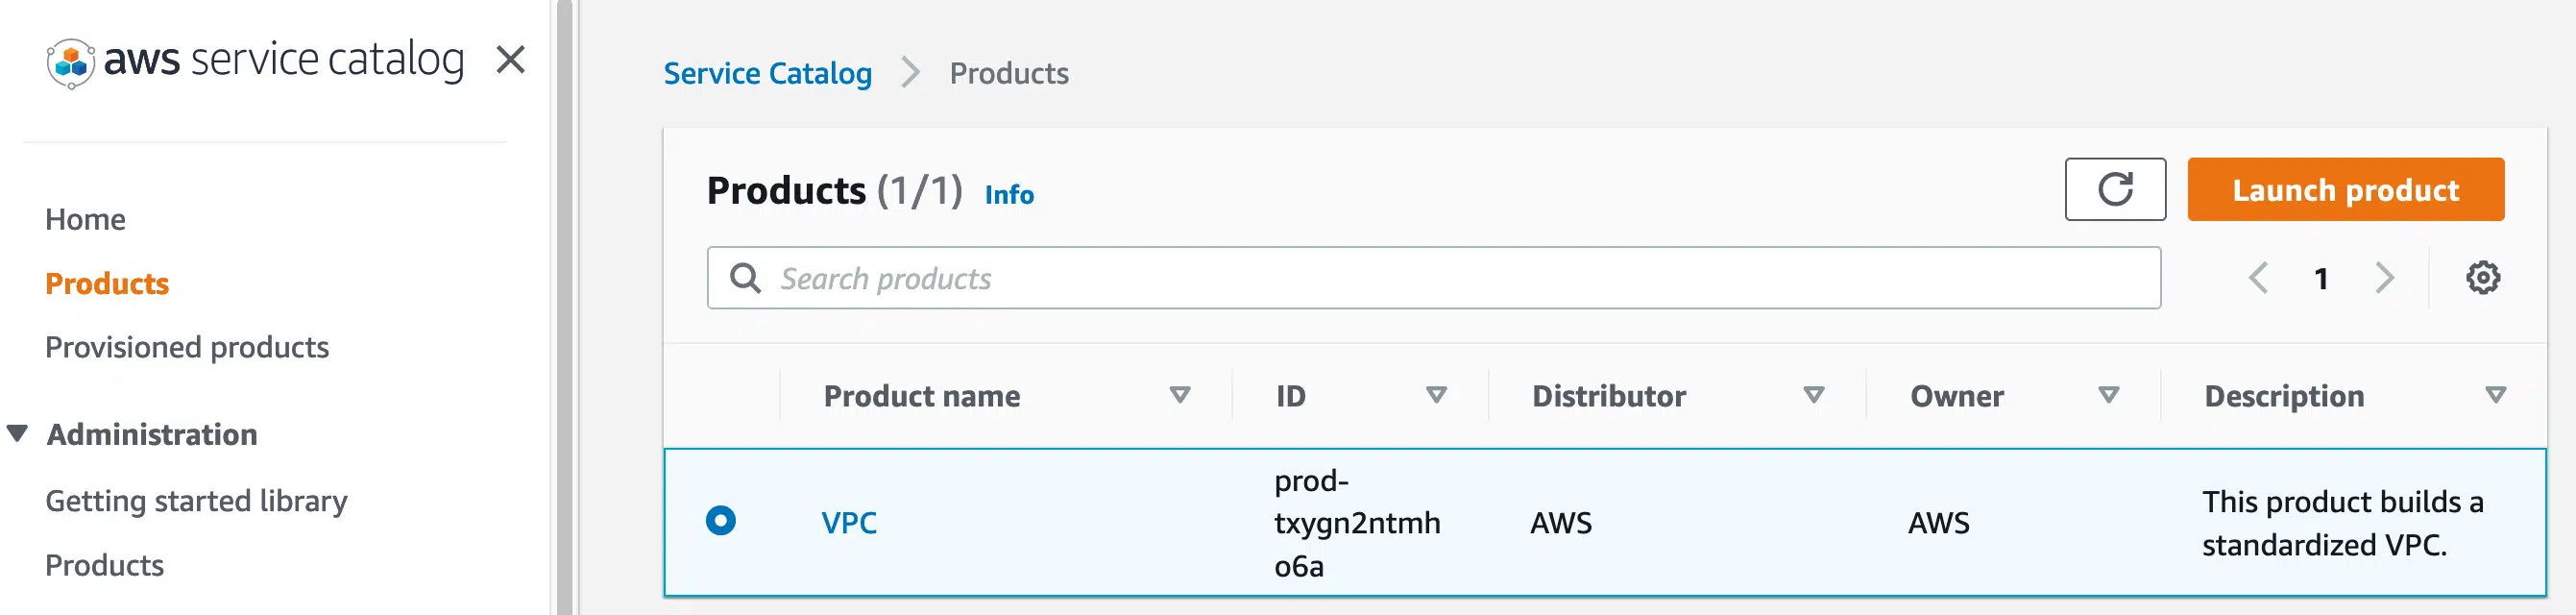 aws service catalog
Home
Products
Provisioned products
Administration
Getting started library
Products
Service Catalog > Products
Products (1/1) Info
Launch product
Search products
1
Product name ID Distributor Owner Description
VPC
prod-
txygn2ntmh
o6a
AWS
AWS
This product builds a
standardized VPC.